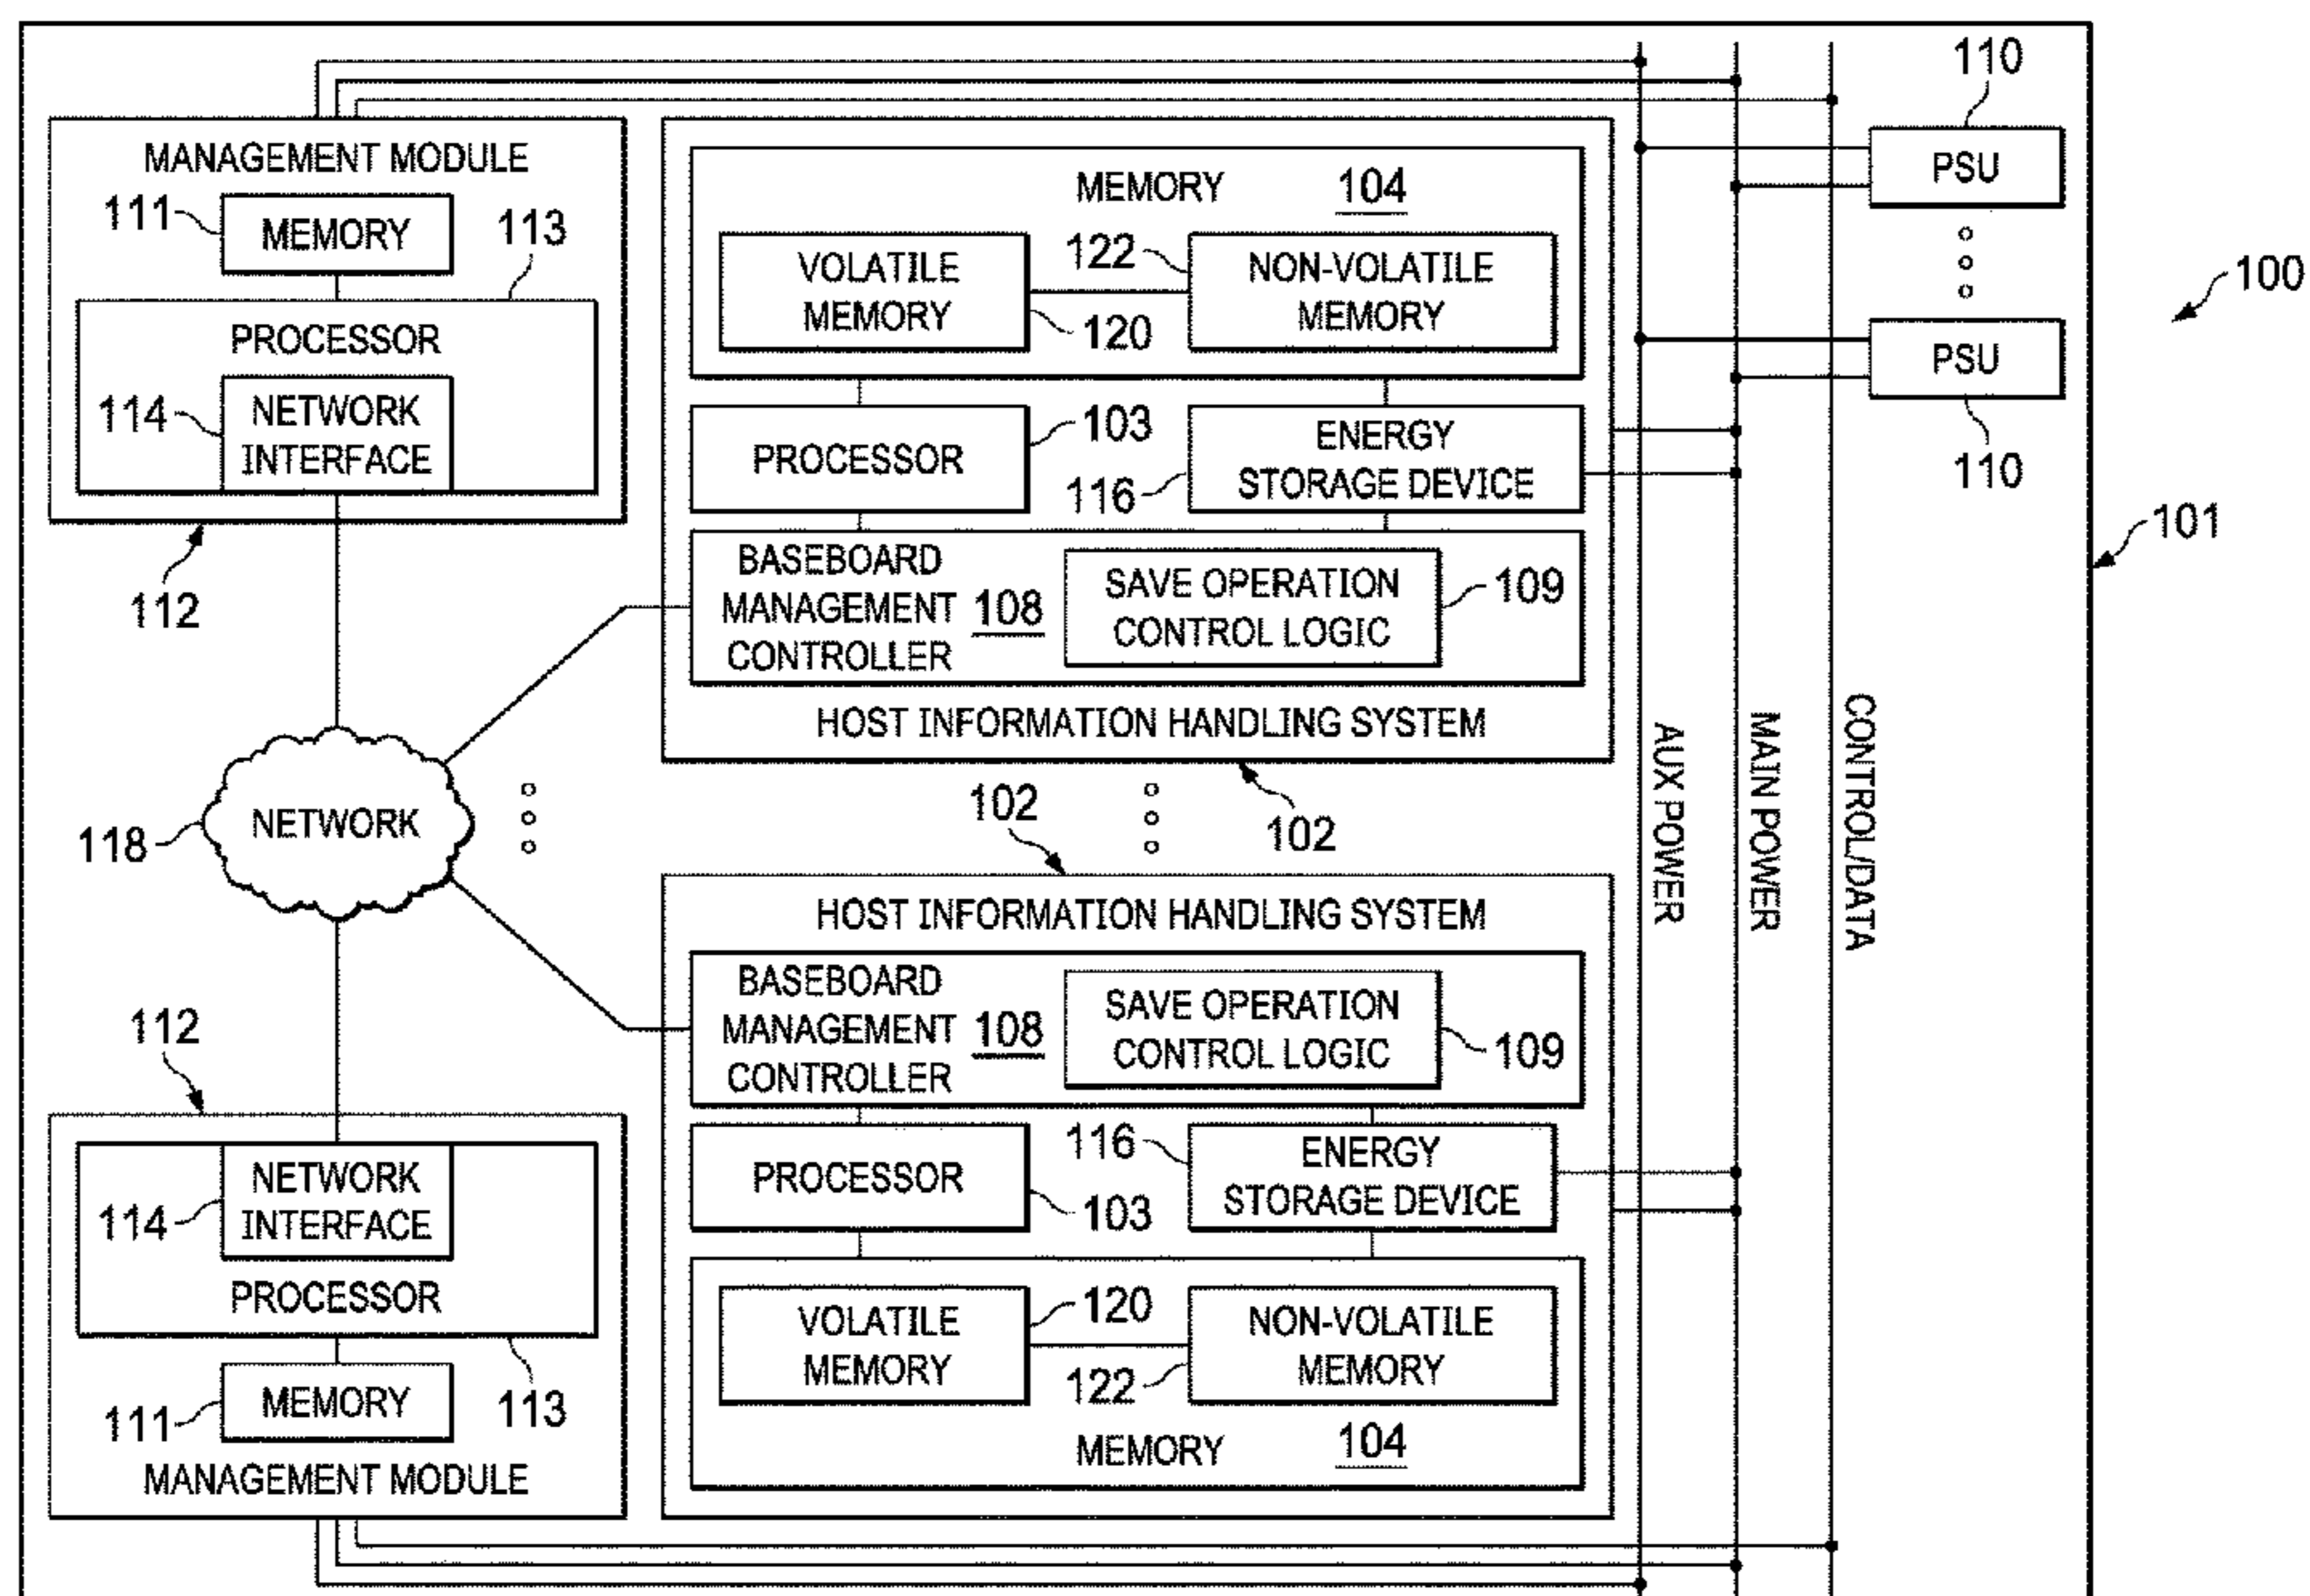 110
MANAGEMENT MODULE
111
MEMORY
113
PROCESSOR
114
NETWORK
INTERFACE
112
MEMORY 104
VOLATILE
MEMORY
120
122
NON-VOLATILE
MEMORY
PROCESSOR
103
116
ENERGY
STORAGE DEVICE
BASEBOARD
MANAGEMENT
CONTROLLER
108
SAVE OPERATION
CONTROL LOGIC
109
HOST INFORMATION HANDLING SYSTEM
102
PSU
PSU
110
100
101
AUX POWER
MAIN POWER
CONTROL/DATA
118
NETWORK
102
HOST INFORMATION HANDLING SYSTEM
BASEBOARD
MANAGEMENT
CONTROLLER
108
SAVE OPERATION
CONTROL LOGIC
109
PROCESSOR
103
116
ENERGY
STORAGE DEVICE
VOLATILE
MEMORY
120
122
NON-VOLATILE
MEMORY
MEMORY 104
112
114
NETWORK
INTERFACE
PROCESSOR
113
111
MEMORY
MANAGEMENT MODULE